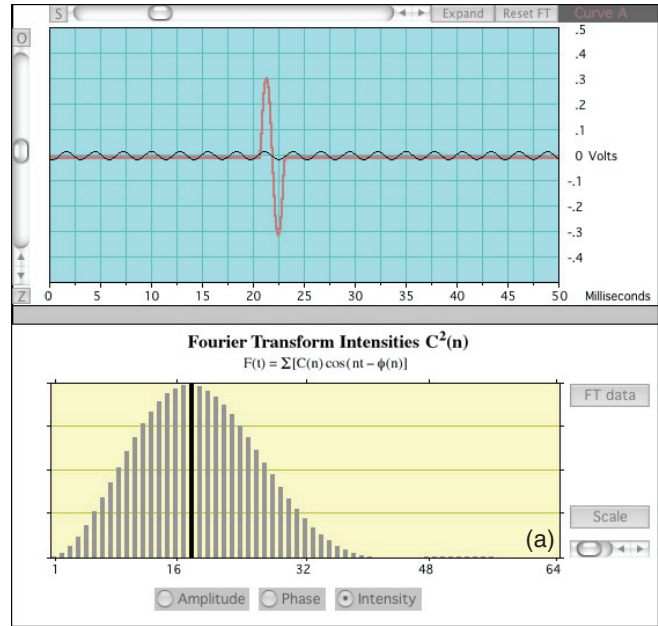 S Expand Reset FT Curve A
O
.5
.4
.3
.2
.1
0 Volts
-.1
-.2
-.3
-.4
Z
0 5 10 15 20 25 30 35 40 45 50 Milliseconds
Fourier Transform Intensities C²(n)
F(t) = Σ[C(n) cos(nt – ϕ(n)]
FT data
Scale
(a)
1 16 32 48 64
Amplitude Phase Intensity